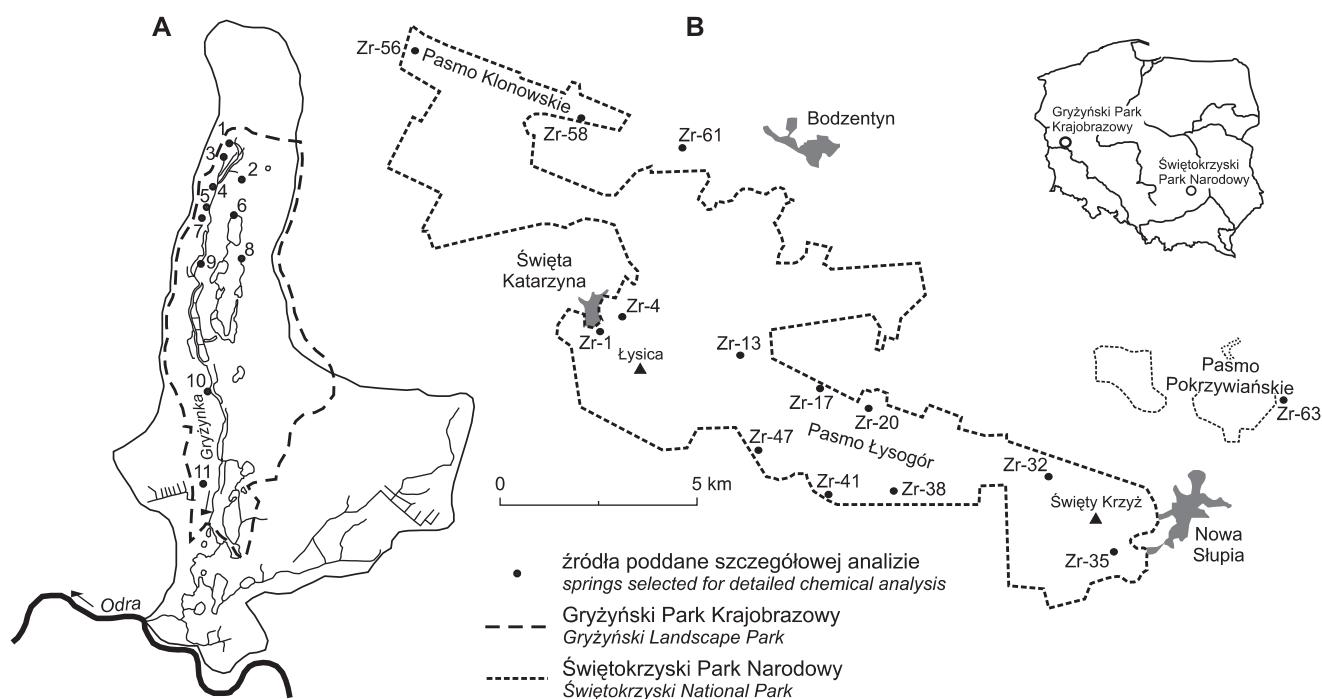 A
B
Zr-56
Pasmo Klonowskie
Zr-58
Zr-61
Bodzentyn
Gryżyński Park
Krajobrazowy
Świętokrzyski
Park Narodowy
1
3
2
4
5
6
7
8
9
10
Gryżynka
11
Odra
Święta
Katarzyna
Zr-4
Zr-1
Łysica
Zr-13
Zr-17
Zr-20
Zr-47
Pasmo Łysogór
Zr-41
Zr-38
Zr-32
Święty Krzyż
Zr-35
Nowa
Słupia
Pasmo
Pokrzywiańskie
Zr-63
0
5 km
źródła poddane szczegółowej analizie
springs selected for detailed chemical analysis
Gryżyński Park Krajobrazowy
Gryżyński Landscape Park
Świętokrzyski Park Narodowy
Świętokrzyski National Park